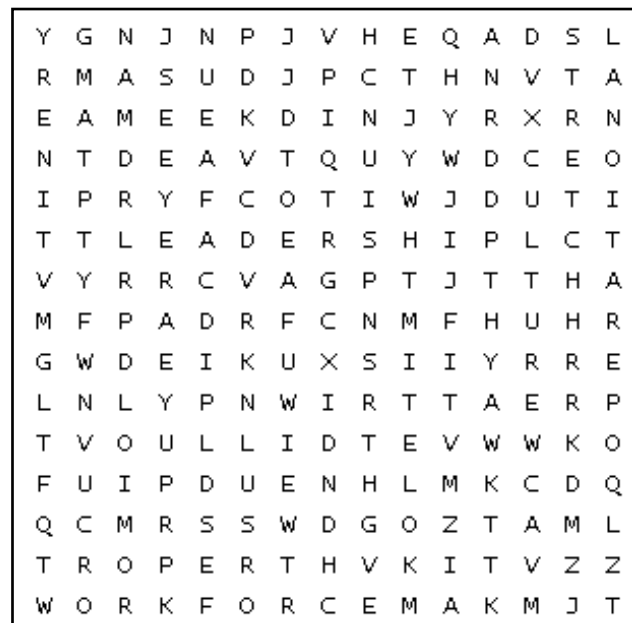 Y G N J N P J V H E Q A D S L
R M A S U D J P C T H N V T A
E A M E E K D I N J Y R X R N
N T D E A V T Q U Y W D C E O
I P R Y F C O T I W J D U T I
T T L E A D E R S H I P L C T
V Y R R C V A G P T J T T H A
M F P A D R F C N M F H U H R
G W D E I K U X S I I Y R R E
L N L Y P N W I R T T A E R P
T V O U L L I D T E V W W K O
F U I P D U E N H L M K C D Q
Q C M R S S W D G O Z T A M L
T R O P E R T H V K I T V Z Z
W O R K F O R C E M A K M J T